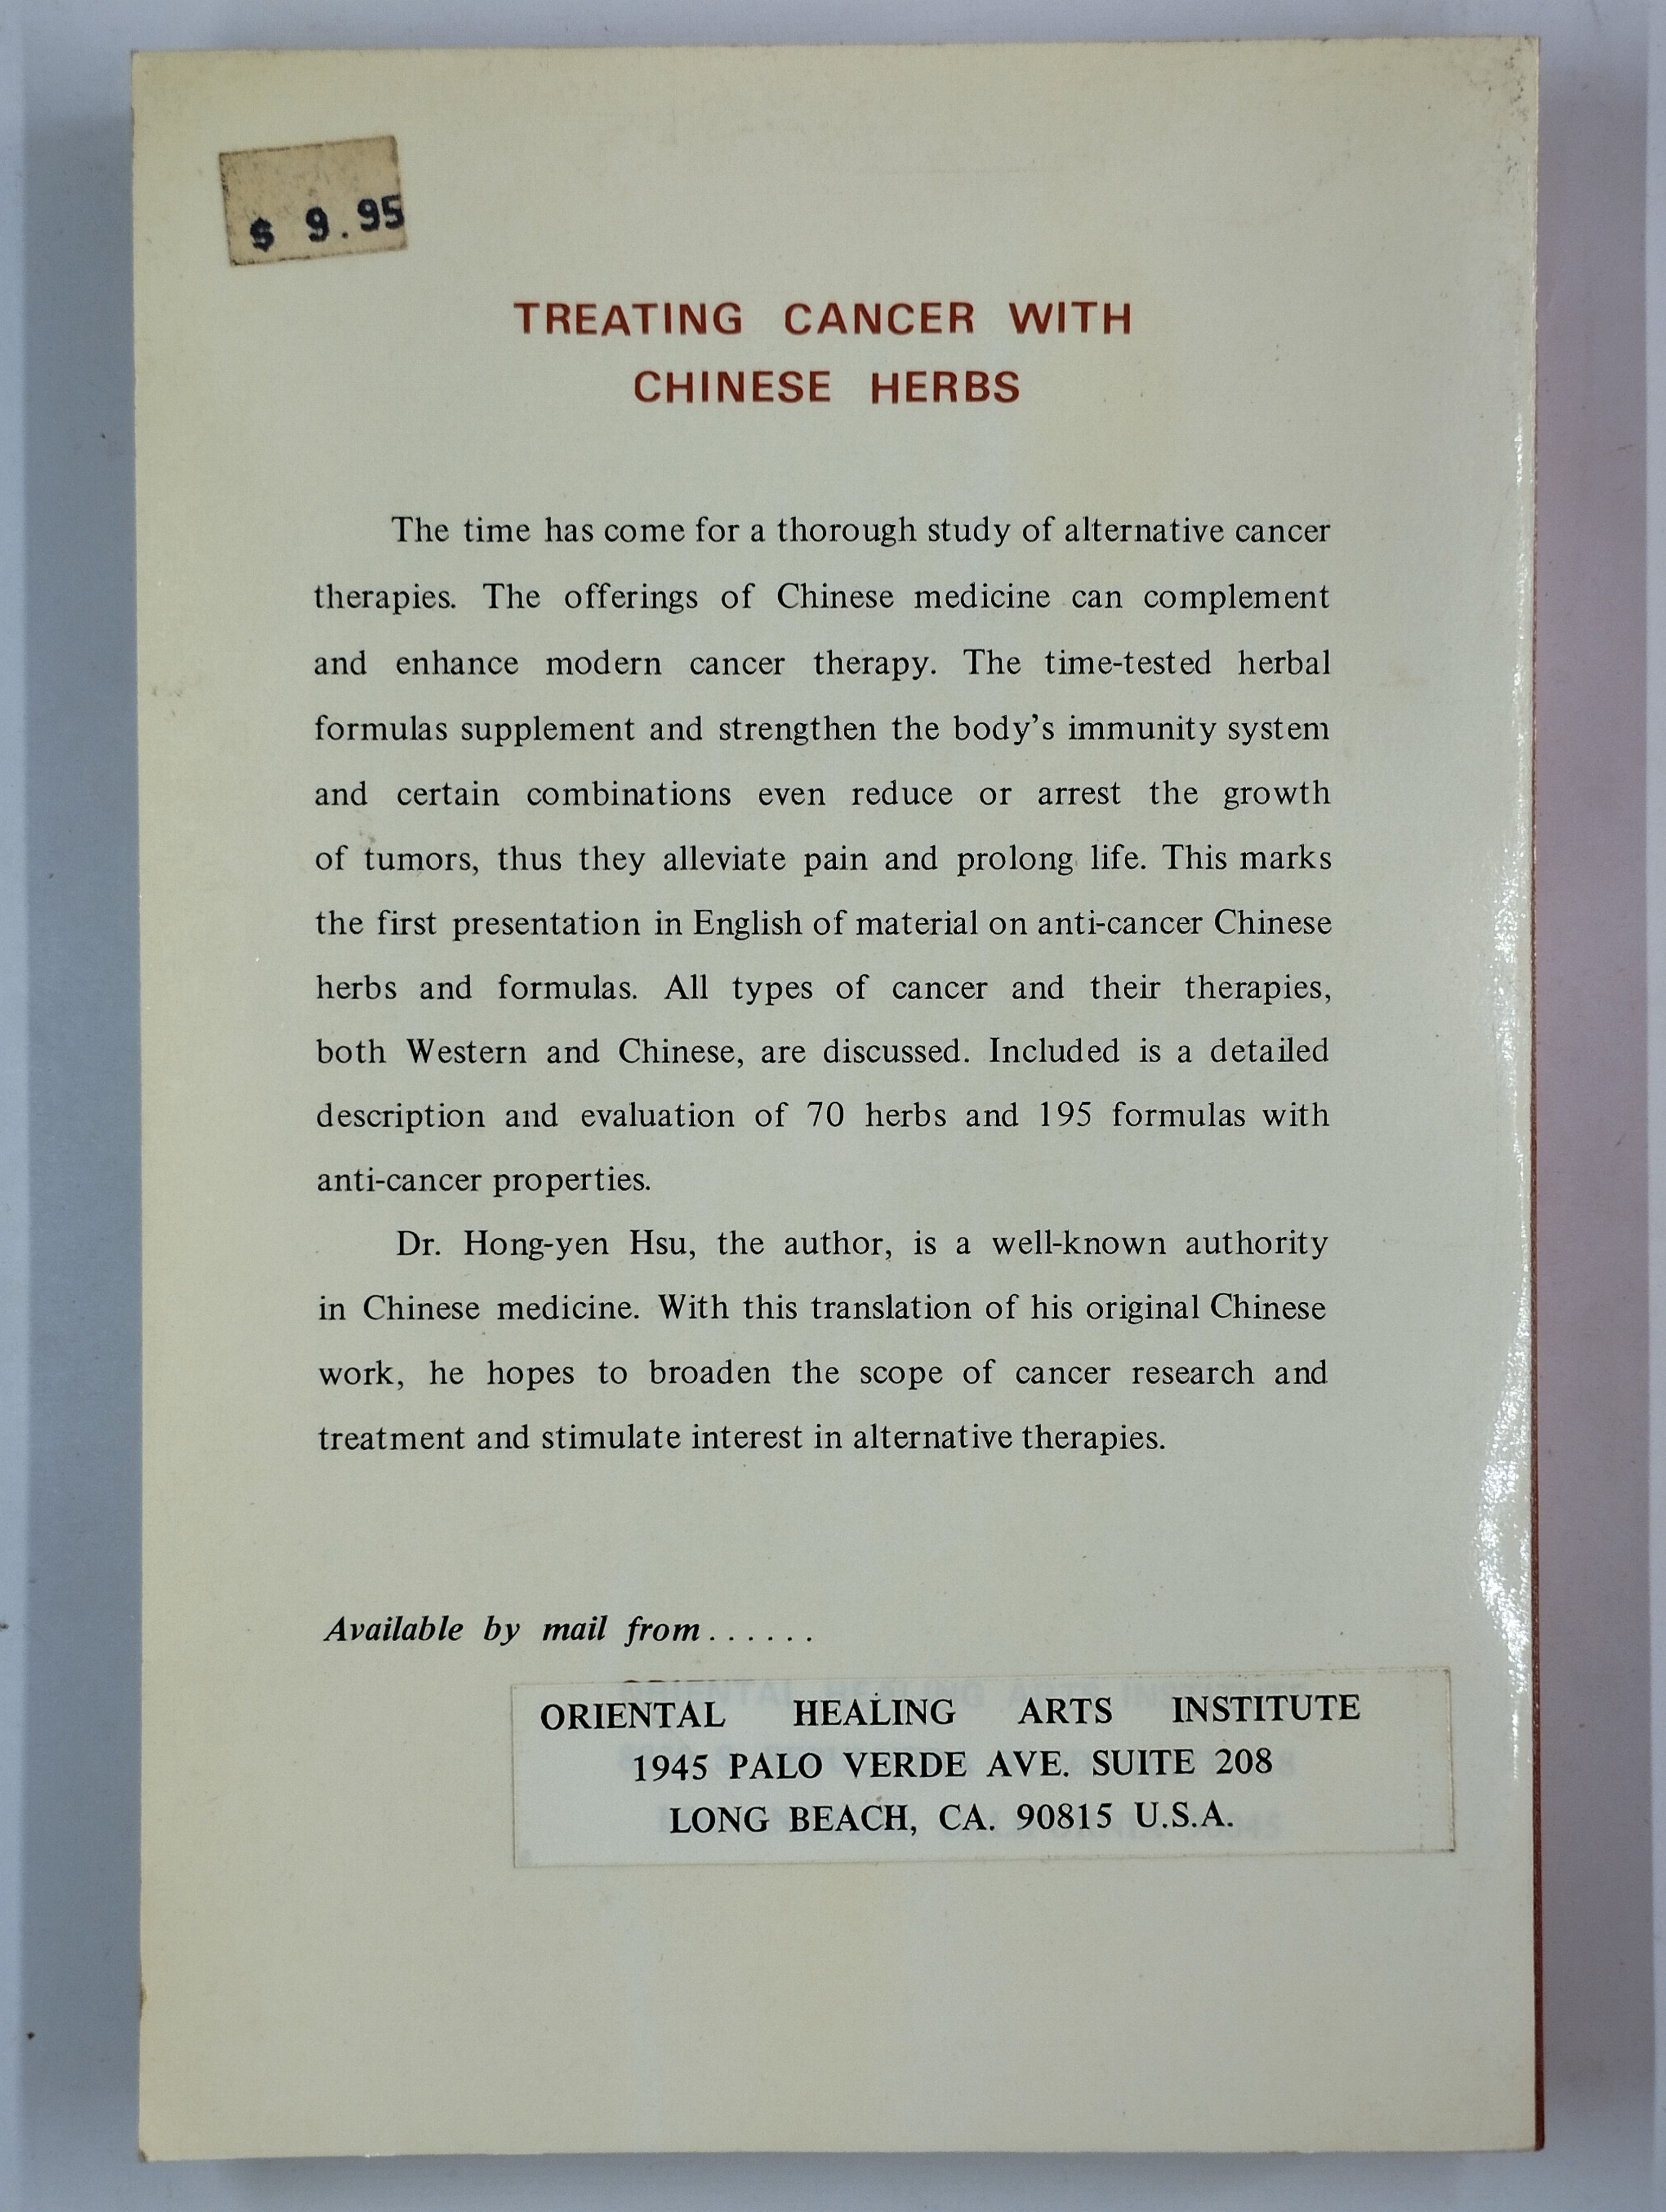 $ 9.95
TREATING CANCER WITH
CHINESE HERBS
The time has come for a thorough study of alternative cancer
therapies. The offerings of Chinese medicine can complement
and enhance modern cancer therapy. The time-tested herbal
formulas supplement and strengthen the body's immunity system
and certain combinations even reduce or arrest the growth
of tumors, thus they alleviate pain and prolong life. This marks
the first presentation in English of material on anti-cancer Chinese
herbs and formulas. All types of cancer and their therapies,
both Western and Chinese, are discussed. Included is a detailed
description and evaluation of 70 herbs and 195 formulas with
anti-cancer properties.
Dr. Hong-yen Hsu, the author, is a well-known authority
in Chinese medicine. With this translation of his original Chinese
work, he hopes to broaden the scope of cancer research and
treatment and stimulate interest in alternative therapies.
Available by mail from . . . . . .
ORIENTAL HEALING ARTS INSTITUTE
1945 PALO VERDE AVE. SUITE 208
LONG BEACH, CA. 90815 U.S.A.